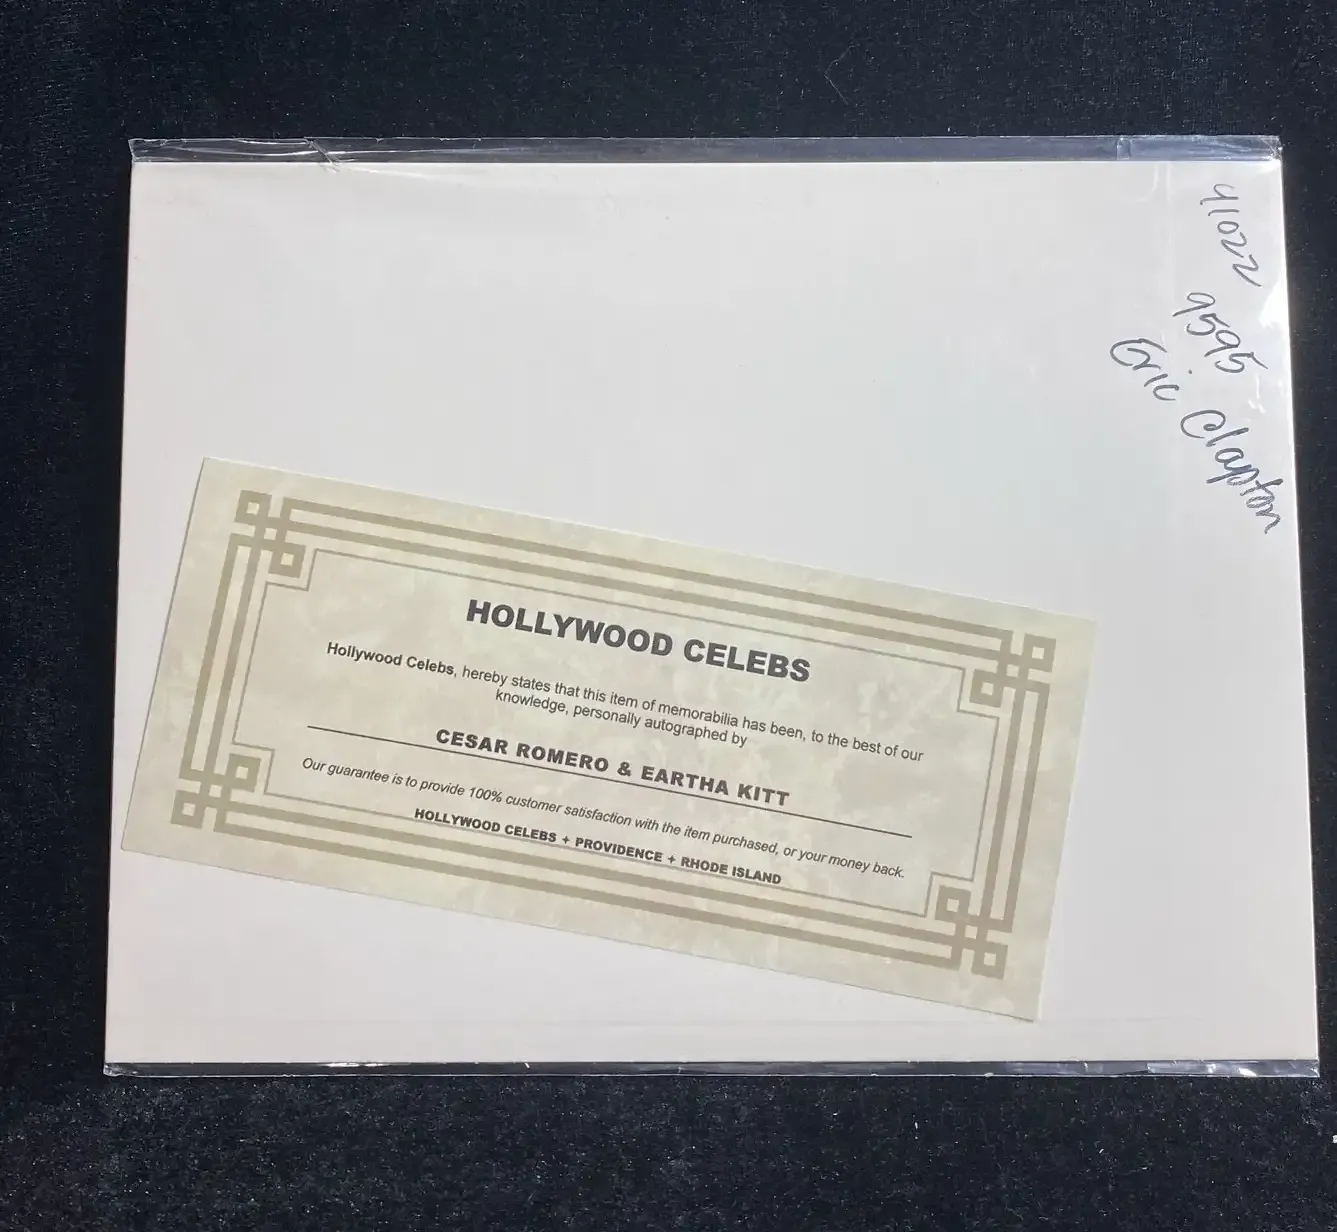 41022
9595
Eric Clapton
HOLLYWOOD CELEBS
Hollywood Celebs, hereby states that this item of memorabilia has been, to the best of our
knowledge, personally autographed by
CESAR ROMERO & EARTHA KITT
Our guarantee is to provide 100% customer satisfaction with the item purchased, or your money back.
HOLLYWOOD CELEBS + PROVIDENCE + RHODE ISLAND